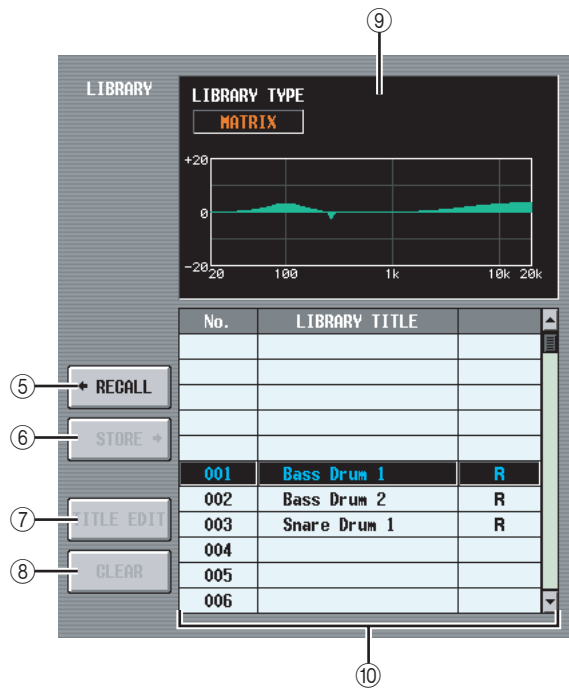 ⑨
LIBRARY
LIBRARY TYPE
MATRIX
+20
0
-20
20 100 1k 10k 20k
No. LIBRARY TITLE
⑤ RECALL
⑥ STORE
001 Bass Drum 1 R
002 Bass Drum 2 R
⑦ TITLE EDIT
003 Snare Drum 1 R
004
⑧ CLEAR
005
006
⑩